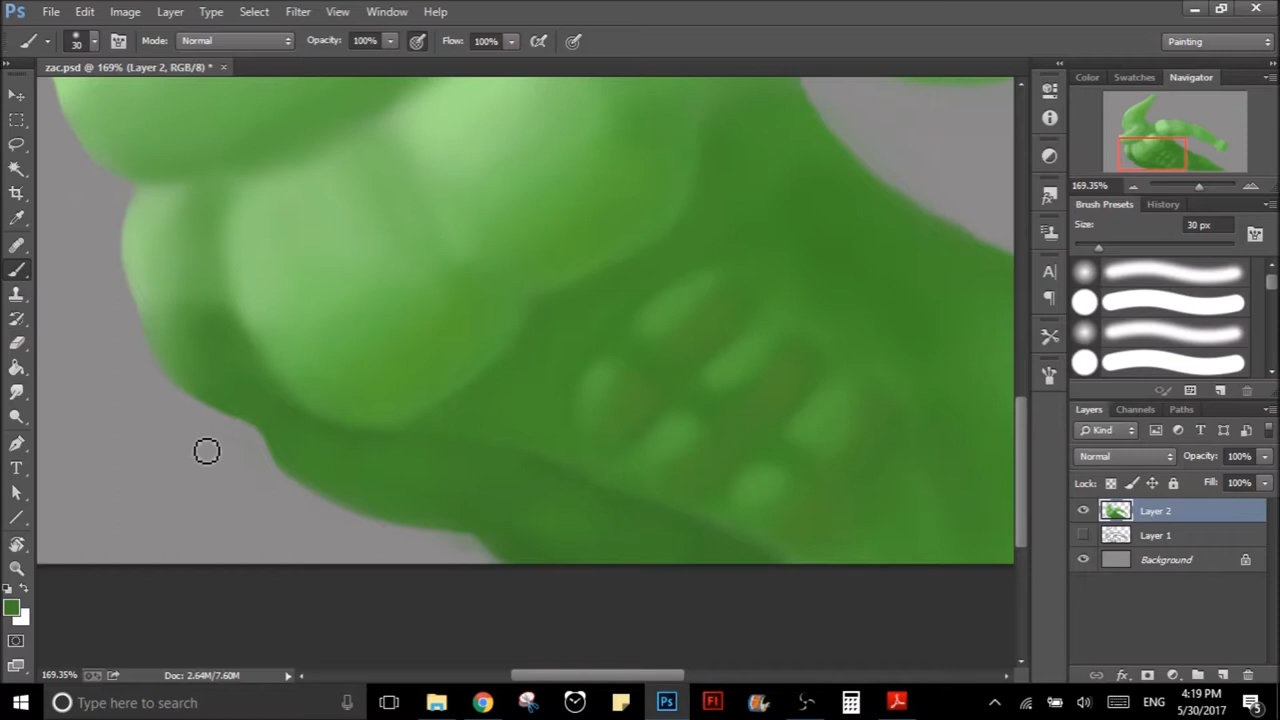 Ps File Edit Image Layer Type Select Filter View Window Help
30 Mode: Normal Opacity: 100% Flow: 100% Painting
zac.psd @ 169% (Layer 2, RGB/8) * ×
Color Swatches Navigator
169.35%
Brush Presets History
Size: 30 px
Layers Channels Paths
Kind
Normal Opacity: 100%
Lock: Fill: 100%
Layer 2
Layer 1
Background
169.35% Doc: 2.64M/7.60M
Type here to search
Ps Fl
ENG
4:19 PM
5/30/2017
5